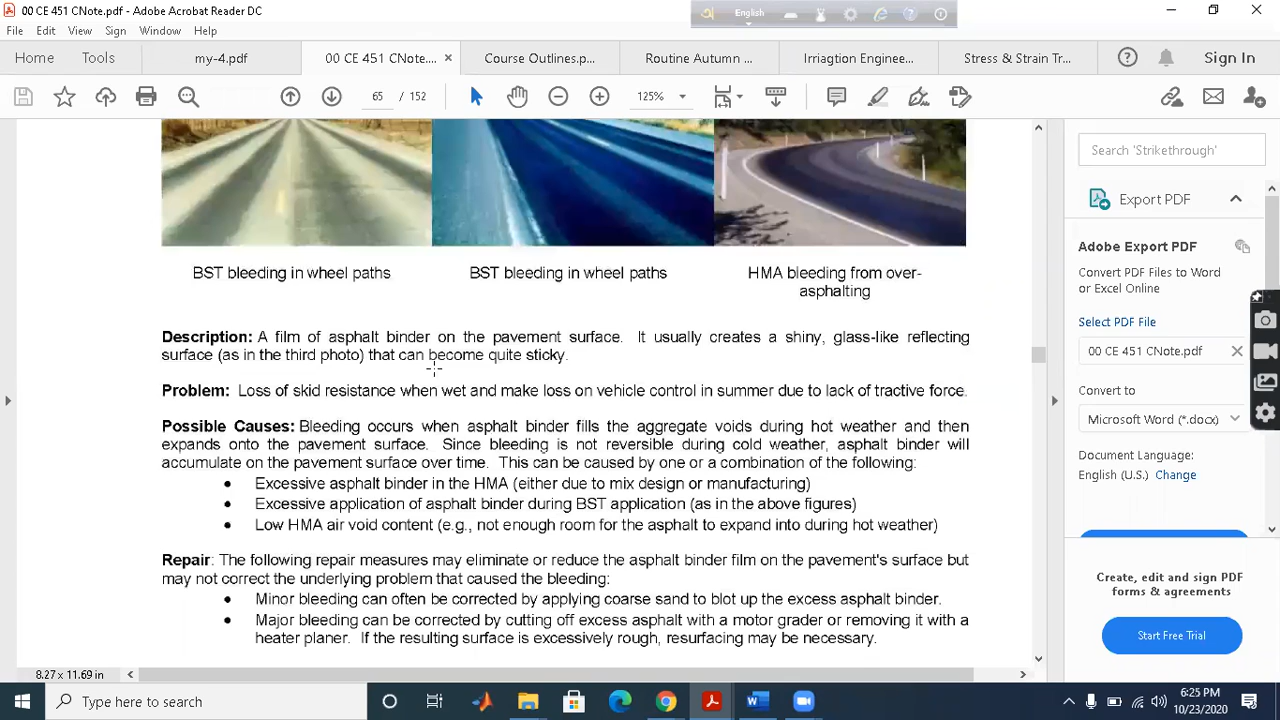 00 CE 451 CNote.pdf - Adobe Acrobat Reader DC
English
File Edit View Sign Window Help
Home Tools my-4.pdf 00 CE 451 CNote.... × Course Outlines.p... Routine Autumn ... Irriagtion Enginee... Stress & Strain Tr... Sign In
65 / 152 125%
Search 'Strikethrough'
Export PDF
Adobe Export PDF
Convert PDF Files to Word
or Excel Online
Select PDF File
00 CE 451 CNote.pdf
Convert to
Microsoft Word (*.docx)
Document Language:
English (U.S.) Change
Create, edit and sign PDF
forms & agreements
Start Free Trial
BST bleeding in wheel paths
BST bleeding in wheel paths
HMA bleeding from over-
asphalting
Description: A film of asphalt binder on the pavement surface. It usually creates a shiny, glass-like reflecting
surface (as in the third photo) that can become quite sticky.
Problem: Loss of skid resistance when wet and make loss on vehicle control in summer due to lack of tractive force.
Possible Causes: Bleeding occurs when asphalt binder fills the aggregate voids during hot weather and then
expands onto the pavement surface. Since bleeding is not reversible during cold weather, asphalt binder will
accumulate on the pavement surface over time. This can be caused by one or a combination of the following:
• Excessive asphalt binder in the HMA (either due to mix design or manufacturing)
• Excessive application of asphalt binder during BST application (as in the above figures)
• Low HMA air void content (e.g., not enough room for the asphalt to expand into during hot weather)
Repair: The following repair measures may eliminate or reduce the asphalt binder film on the pavement's surface but
may not correct the underlying problem that caused the bleeding:
• Minor bleeding can often be corrected by applying coarse sand to blot up the excess asphalt binder.
• Major bleeding can be corrected by cutting off excess asphalt with a motor grader or removing it with a
heater planer. If the resulting surface is excessively rough, resurfacing may be necessary.
8.27 x 11.69 in
Type here to search
6:25 PM
10/23/2020